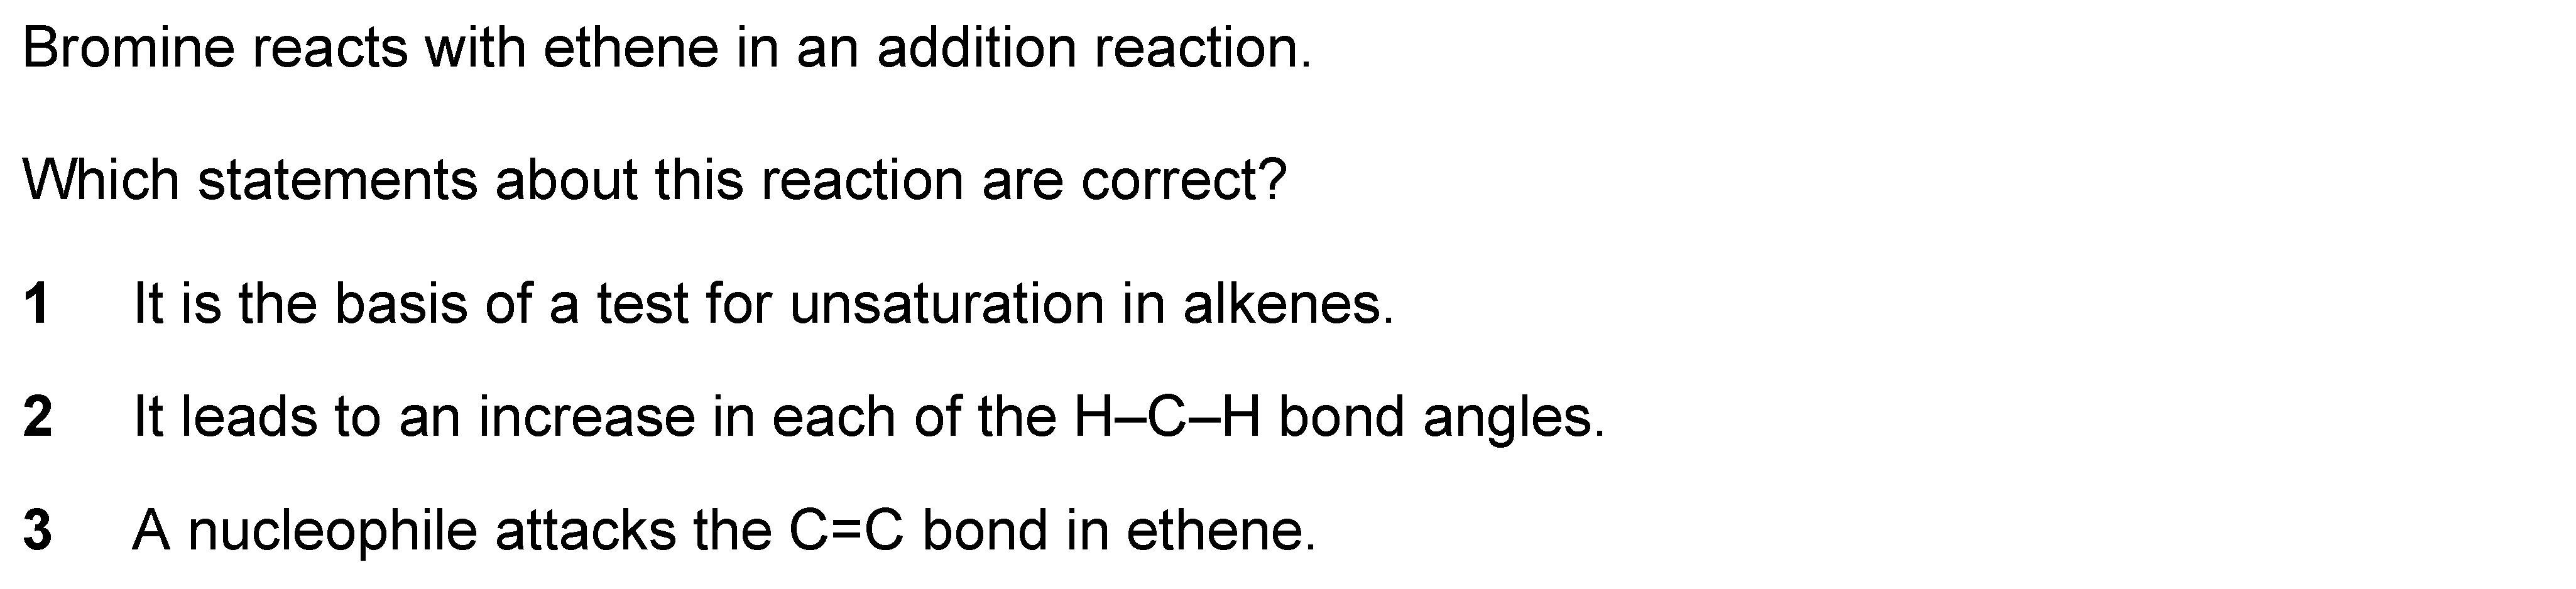 Bromine reacts with ethene in an addition reaction.
Which statements about this reaction are correct?
1 It is the basis of a test for unsaturation in alkenes.
2 It leads to an increase in each of the H–C–H bond angles.
3 A nucleophile attacks the C=C bond in ethene.